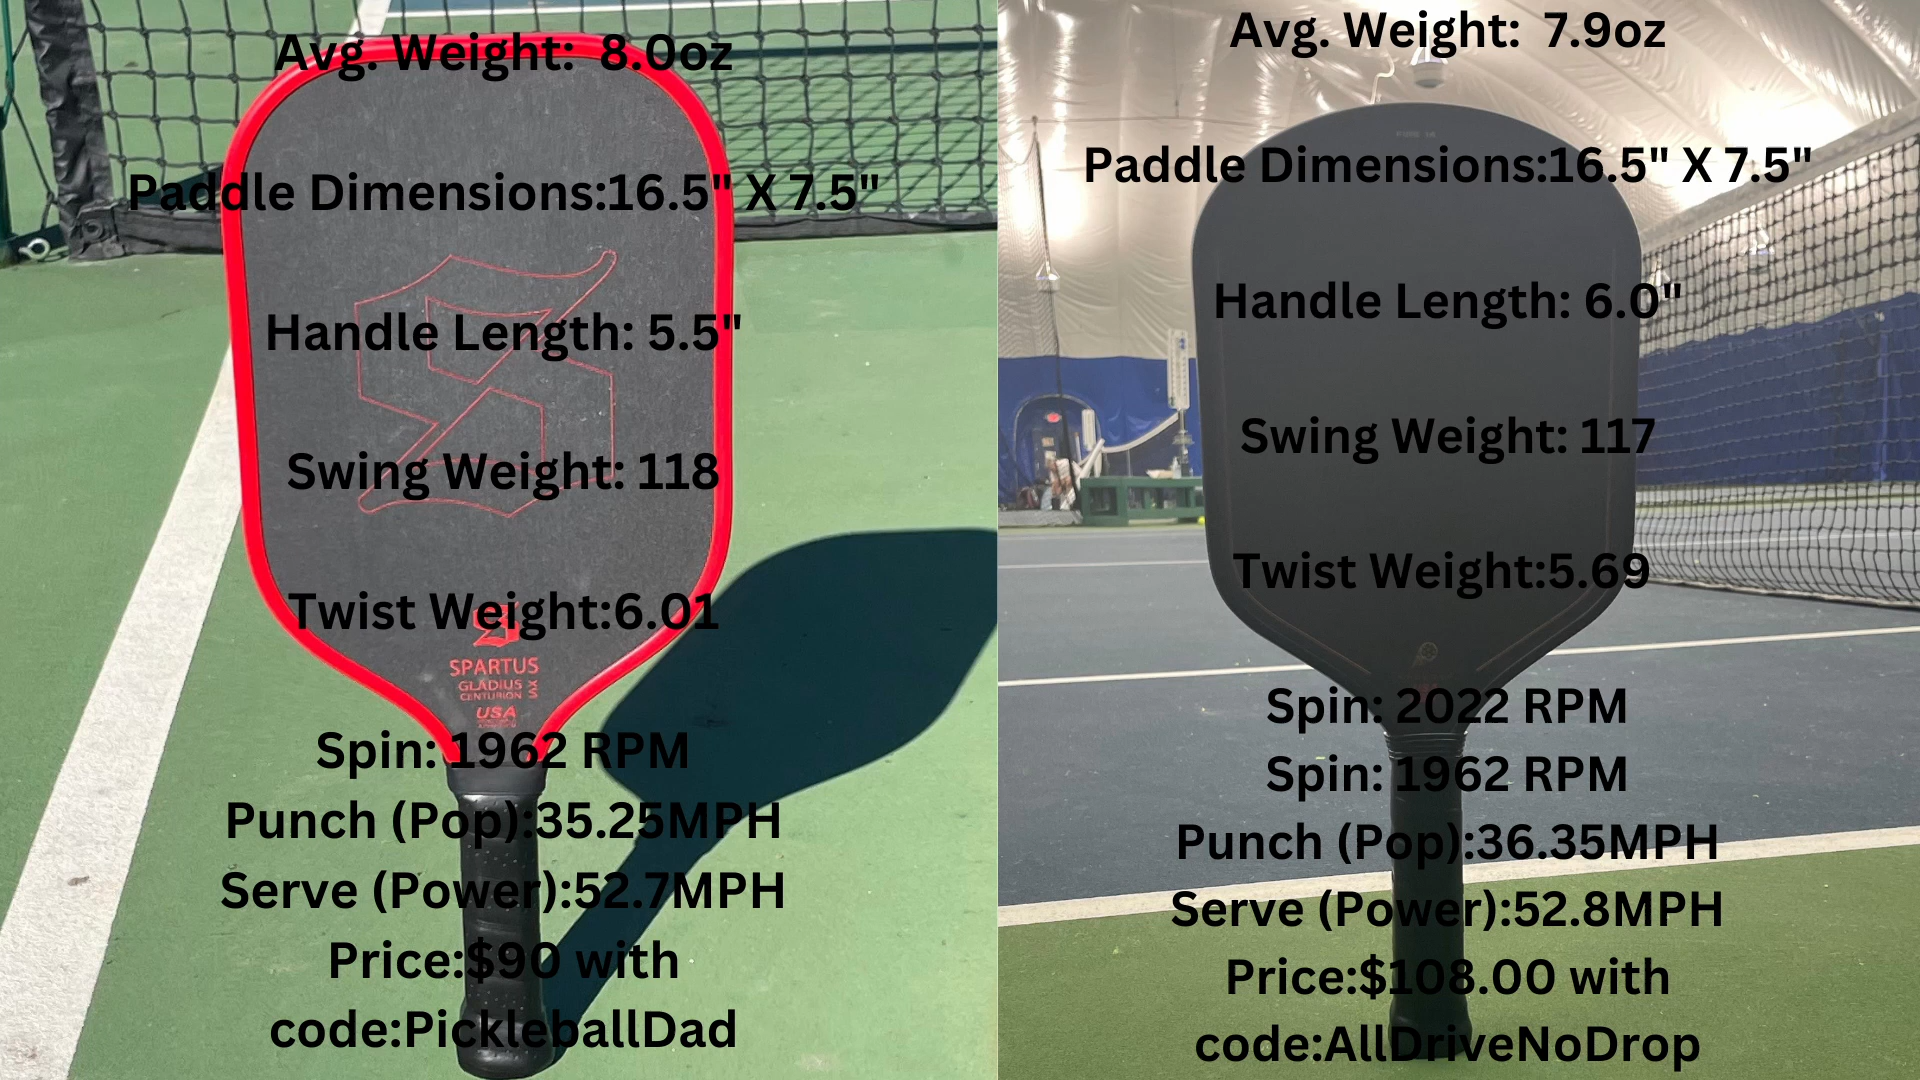 Avg. Weight: 8.0oz
Paddle Dimensions:16.5" X 7.5"
Handle Length: 5.5"
Swing Weight: 118
Twist Weight:6.01
SPARTUS
GLADIUS
CENTURION
USA
Spin: 1962 RPM
Punch (Pop):35.25MPH
Serve (Power):52.7MPH
Price:$90 with
code:PickleballDad
Avg. Weight: 7.9oz
Paddle Dimensions:16.5" X 7.5"
Handle Length: 6.0"
Swing Weight: 117
Twist Weight:5.69
Spin: 2022 RPM
Spin: 1962 RPM
Punch (Pop):36.35MPH
Serve (Power):52.8MPH
Price:$108.00 with
code:AllDriveNoDrop